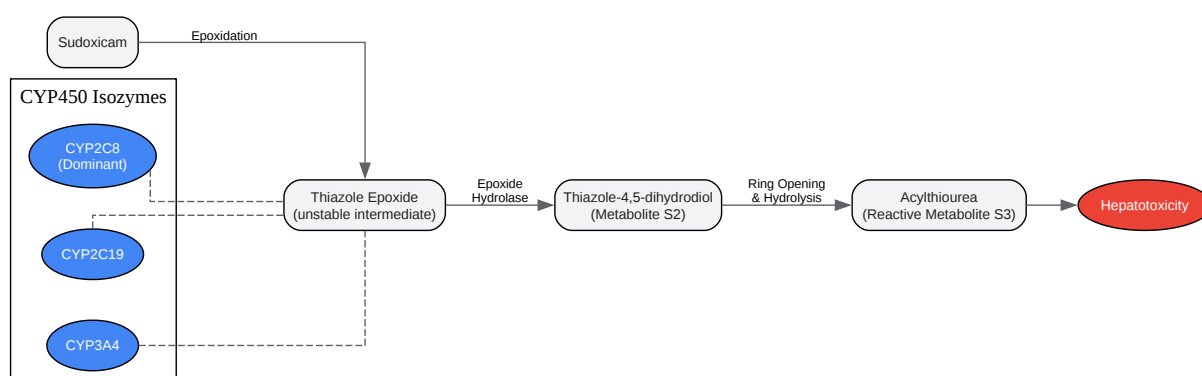 Sudoxicam
Epoxidation
CYP450 Isozymes
CYP2C8
(Dominant)
CYP2C19
CYP3A4
Thiazole Epoxide
(unstable intermediate)
Epoxide
Hydrolase
Thiazole-4,5-dihydrodiol
(Metabolite S2)
Ring Opening
& Hydrolysis
Acylthiourea
(Reactive Metabolite S3)
Hepatotoxicity